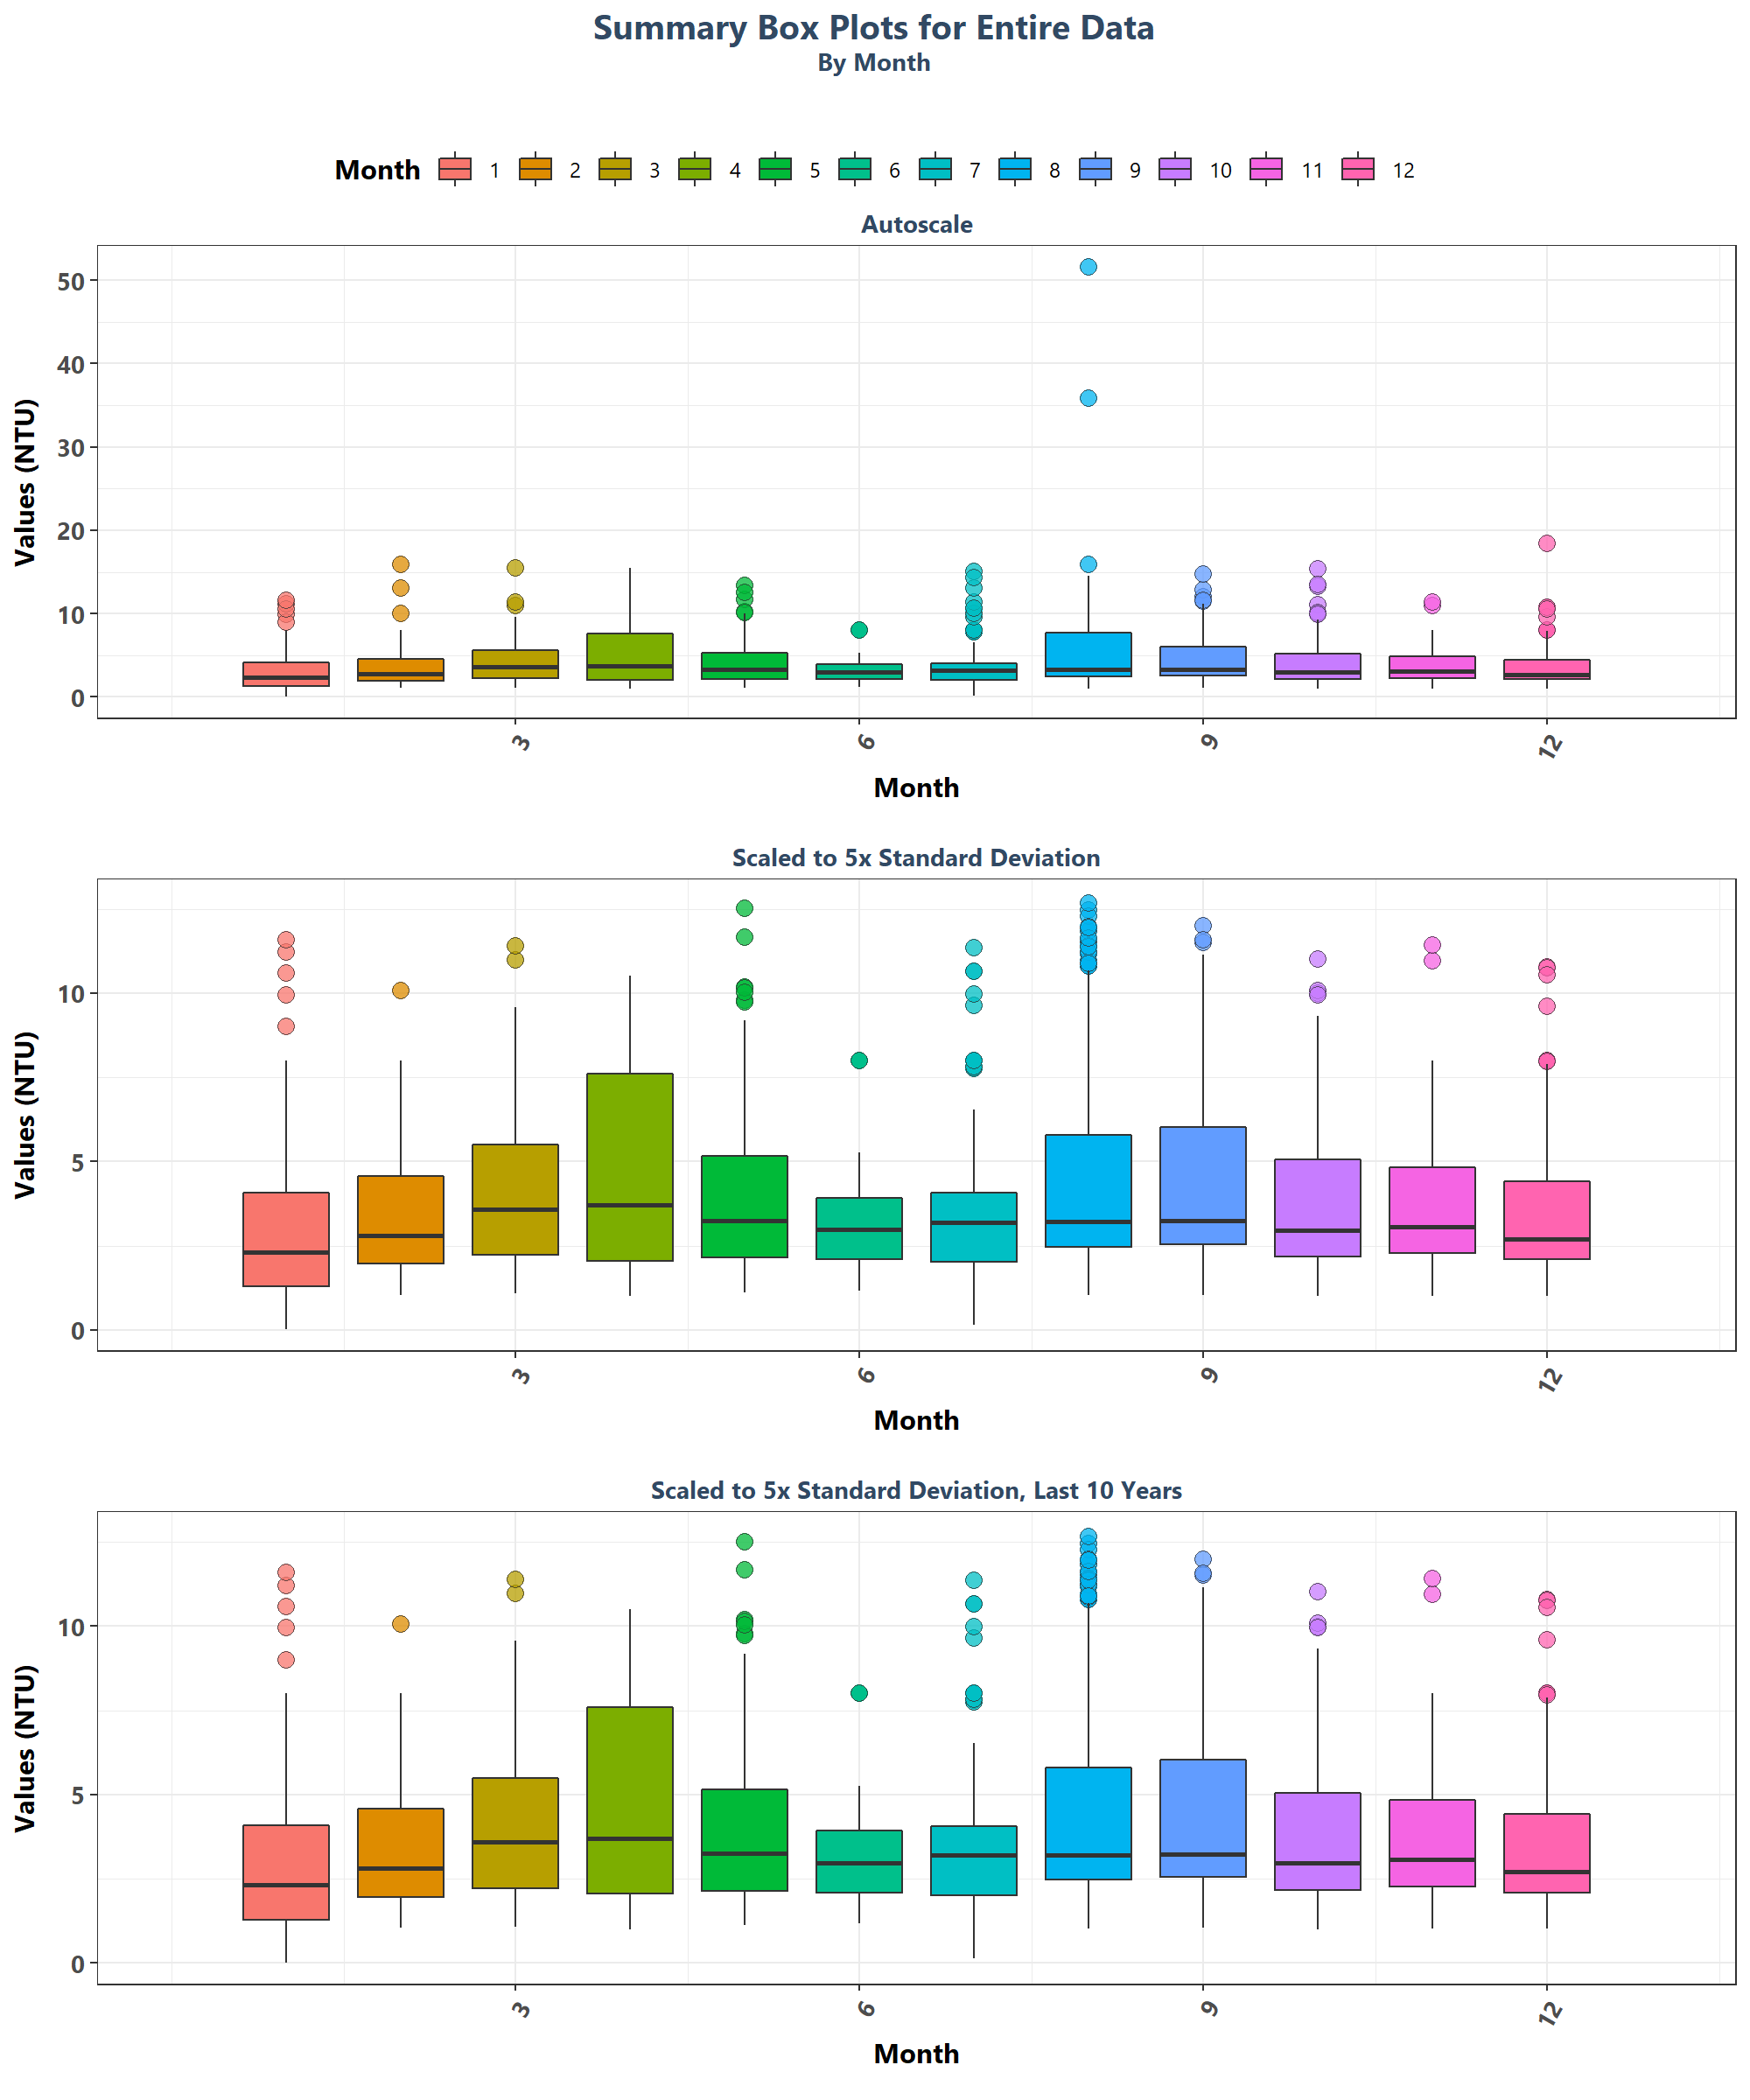 Summary Box Plots for Entire Data
By Month
Month 1 2 3 4 5 6 7 8 9 10 11 12
Autoscale
Values (NTU)
50
40
30
20
10
0
3 6 9 12
Month
Scaled to 5x Standard Deviation
Values (NTU)
10
5
0
3 6 9 12
Month
Scaled to 5x Standard Deviation, Last 10 Years
Values (NTU)
10
5
0
3 6 9 12
Month